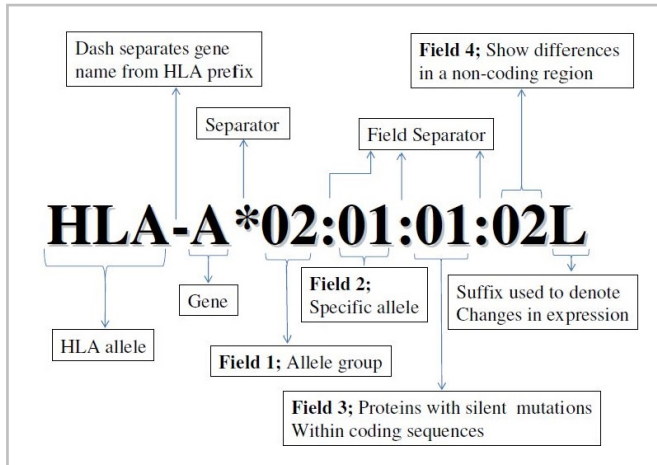 Dash separates gene
name from HLA prefix
Field 4; Show differences
in a non-coding region
Separator
Field Separator
HLA-A*02:01:01:02L
Field 2;
Specific allele
Gene
Suffix used to denote
Changes in expression
HLA allele
Field 1; Allele group
Field 3; Proteins with silent mutations
Within coding sequences